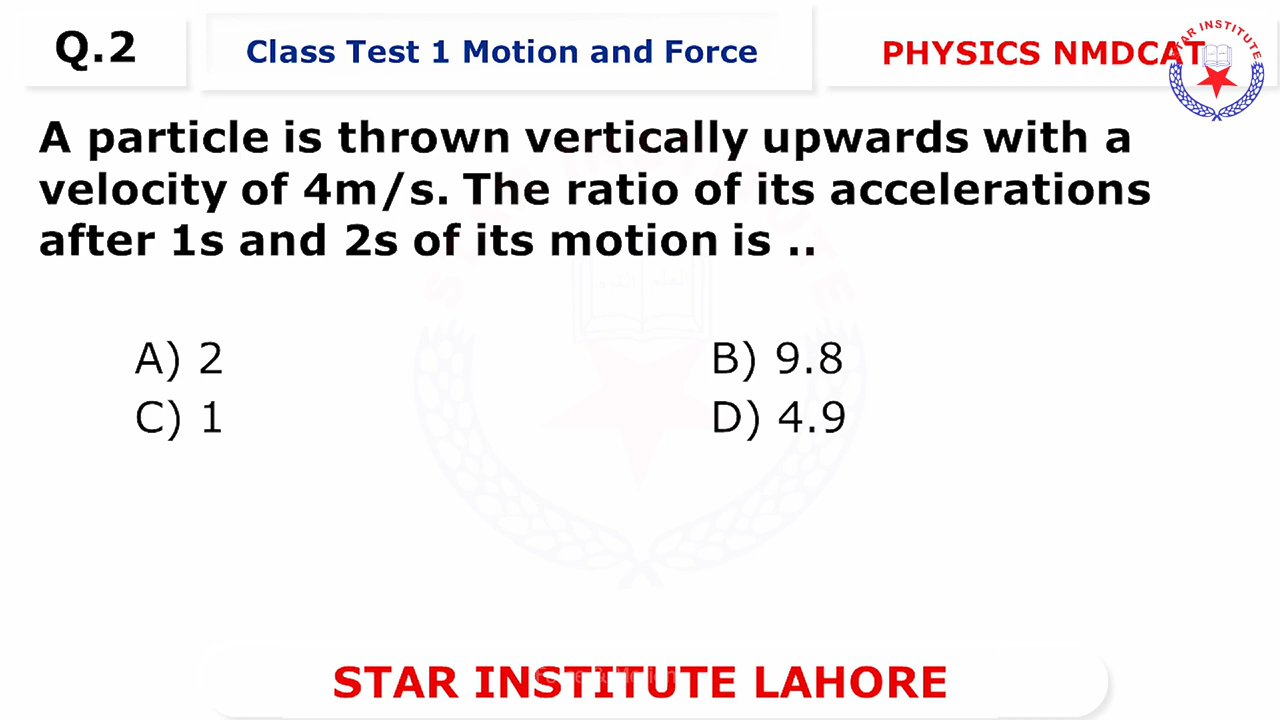 Q.2
Class Test 1 Motion and Force
PHYSICS NMDCAT
STAR INSTITUTE
A particle is thrown vertically upwards with a
velocity of 4m/s. The ratio of its accelerations
after 1s and 2s of its motion is ..
A) 2
B) 9.8
C) 1
D) 4.9
STAR INSTITUTE LAHORE